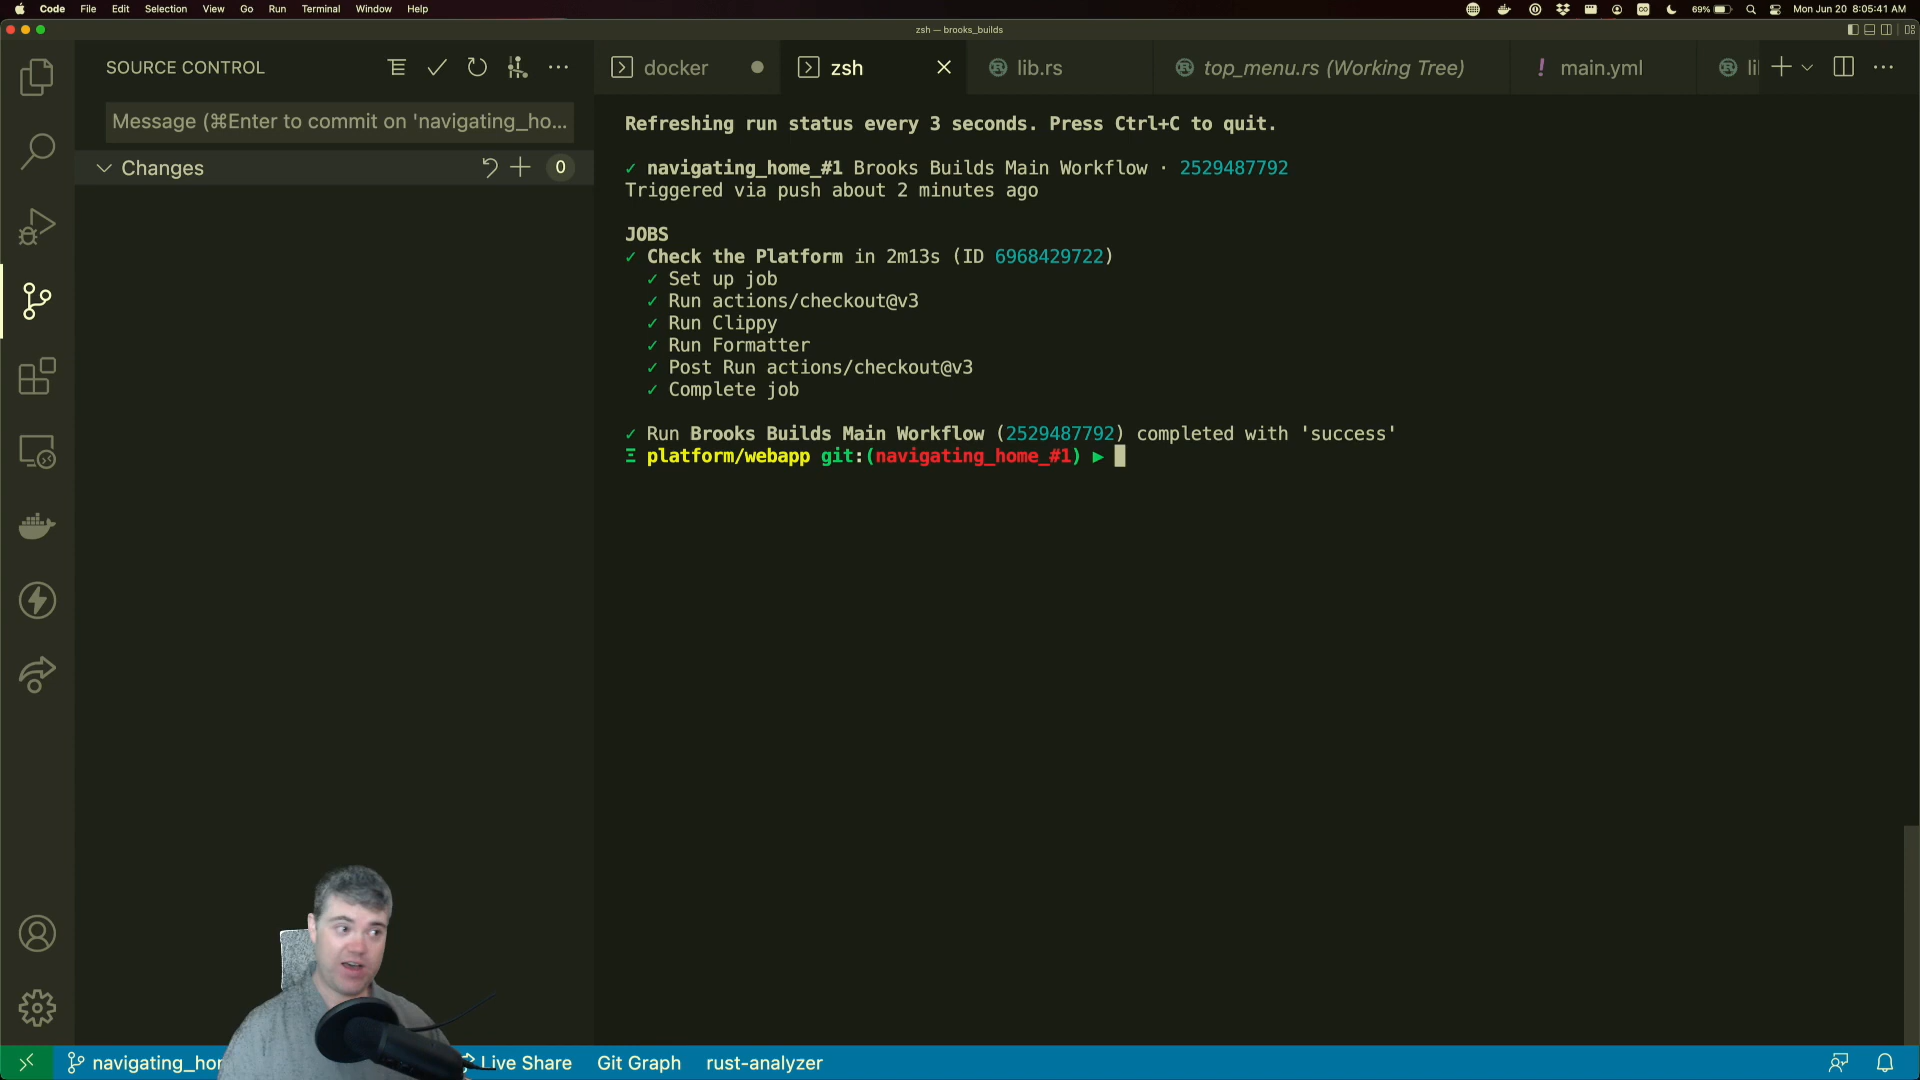 Code File Edit Selection View Go Run Terminal Window Help
69% Mon Jun 20 8:05:41 AM
zsh — brooks_builds
SOURCE CONTROL
docker
zsh
lib.rs
top_menu.rs (Working Tree)
! main.yml
li
Message (⌘Enter to commit on 'navigating_ho...
Changes
0
Refreshing run status every 3 seconds. Press Ctrl+C to quit.
✓ navigating_home_#1 Brooks Builds Main Workflow · 2529487792
Triggered via push about 2 minutes ago
JOBS
✓ Check the Platform in 2m13s (ID 6968429722)
✓ Set up job
✓ Run actions/checkout@v3
✓ Run Clippy
✓ Run Formatter
✓ Post Run actions/checkout@v3
✓ Complete job
✓ Run Brooks Builds Main Workflow (2529487792) completed with 'success'
Ξ platform/webapp git:(navigating_home_#1) ▶
navigating_hor
Live Share
Git Graph
rust-analyzer